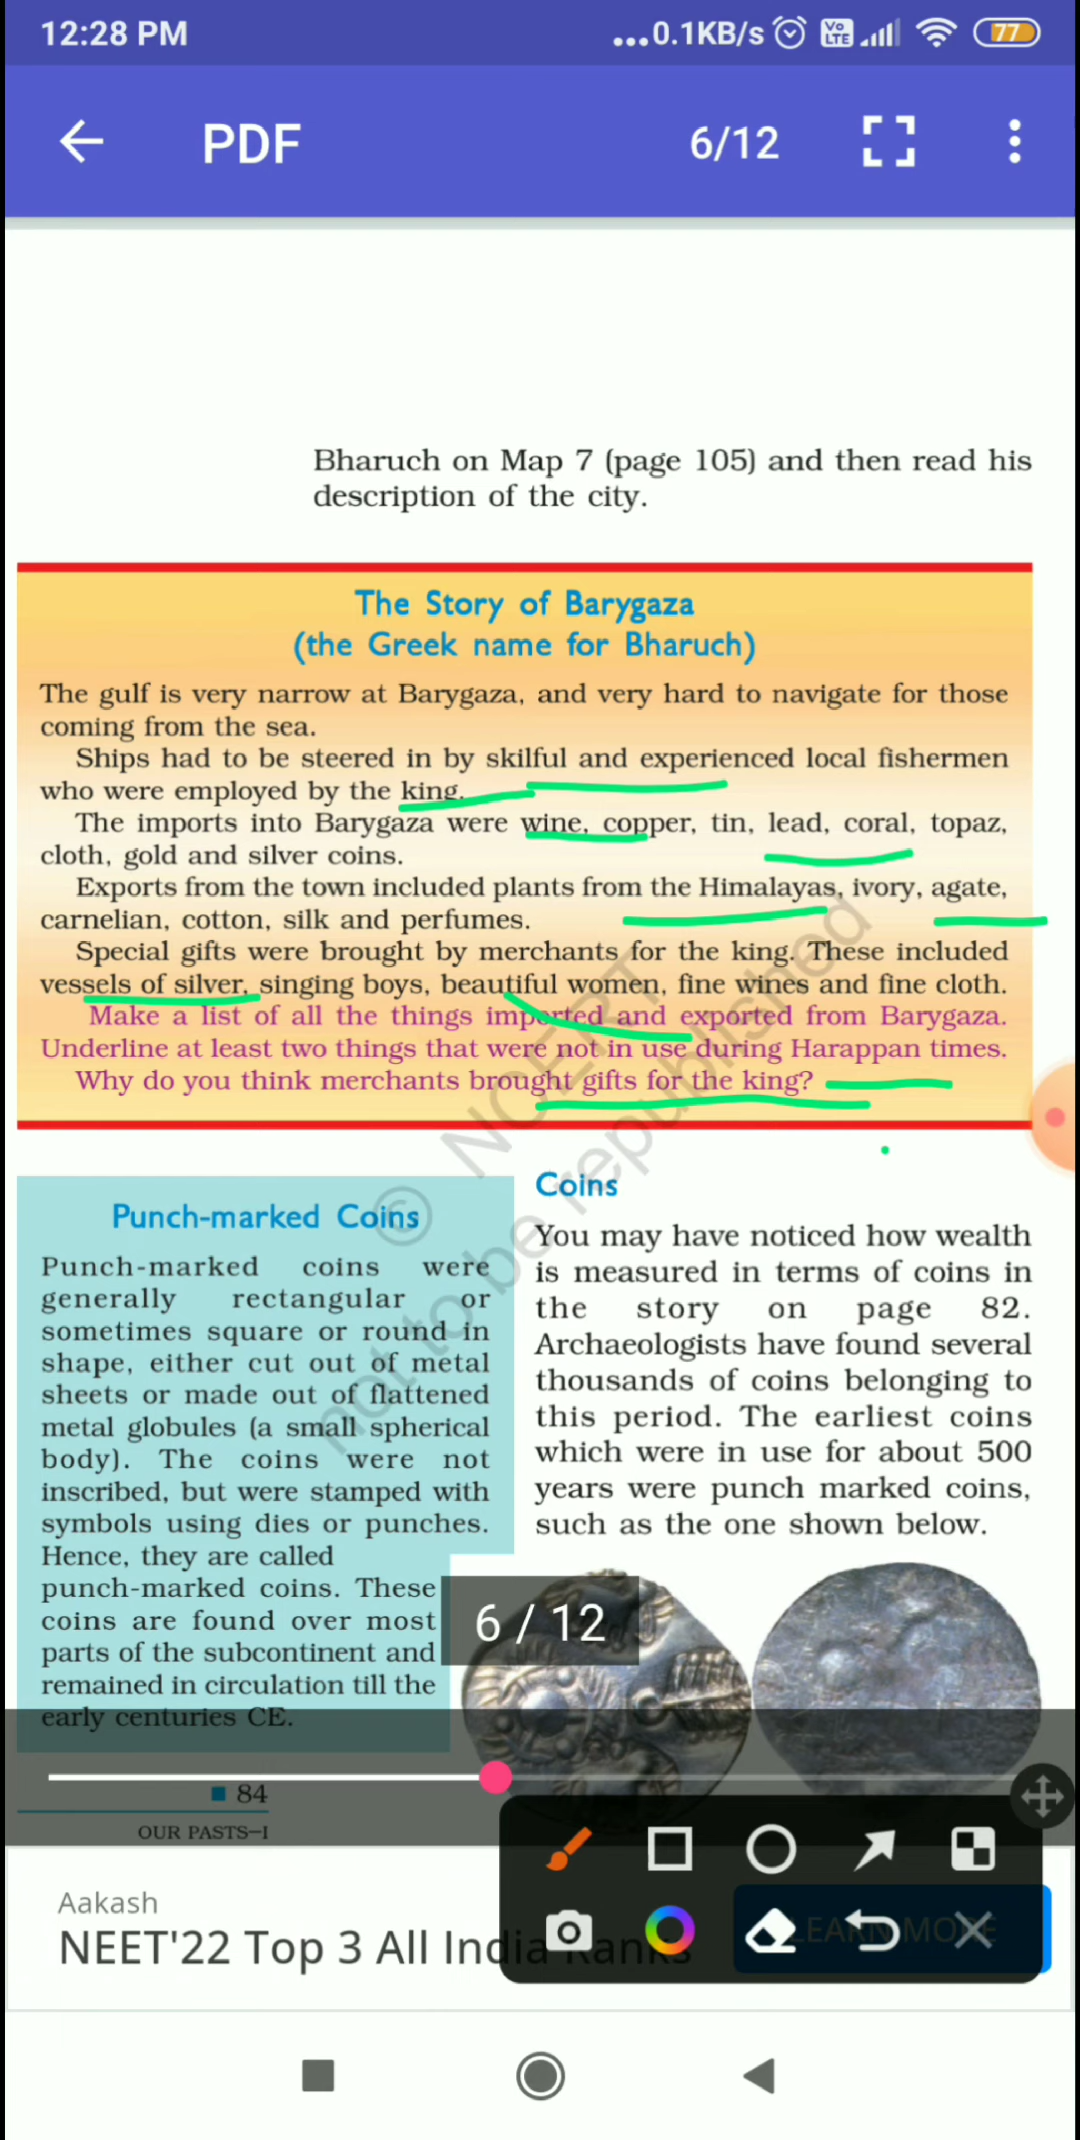 12:28 PM
...0.1KB/s Vo LTE 77
PDF 6/12
Bharuch on Map 7 (page 105) and then read his
description of the city.
The Story of Barygaza
(the Greek name for Bharuch)
The gulf is very narrow at Barygaza, and very hard to navigate for those
coming from the sea.
Ships had to be steered in by skilful and experienced local fishermen
who were employed by the king.
The imports into Barygaza were wine, copper, tin, lead, coral, topaz,
cloth, gold and silver coins.
Exports from the town included plants from the Himalayas, ivory, agate,
carnelian, cotton, silk and perfumes.
Special gifts were brought by merchants for the king. These included
vessels of silver, singing boys, beautiful women, fine wines and fine cloth.
Make a list of all the things imported and exported from Barygaza.
Underline at least two things that were not in use during Harappan times.
Why do you think merchants brought gifts for the king?
© NCERT
not to be republished
Punch-marked Coins
Punch-marked coins were
generally rectangular or
sometimes square or round in
shape, either cut out of metal
sheets or made out of flattened
metal globules (a small spherical
body). The coins were not
inscribed, but were stamped with
symbols using dies or punches.
Hence, they are called
punch-marked coins. These
coins are found over most
parts of the subcontinent and
remained in circulation till the
early centuries CE.
Coins
You may have noticed how wealth
is measured in terms of coins in
the story on page 82.
Archaeologists have found several
thousands of coins belonging to
this period. The earliest coins
which were in use for about 500
years were punch marked coins,
such as the one shown below.
6 / 12
84
OUR PASTS–I
Aakash
NEET'22 Top 3 All India Ranks
LEARN MORE